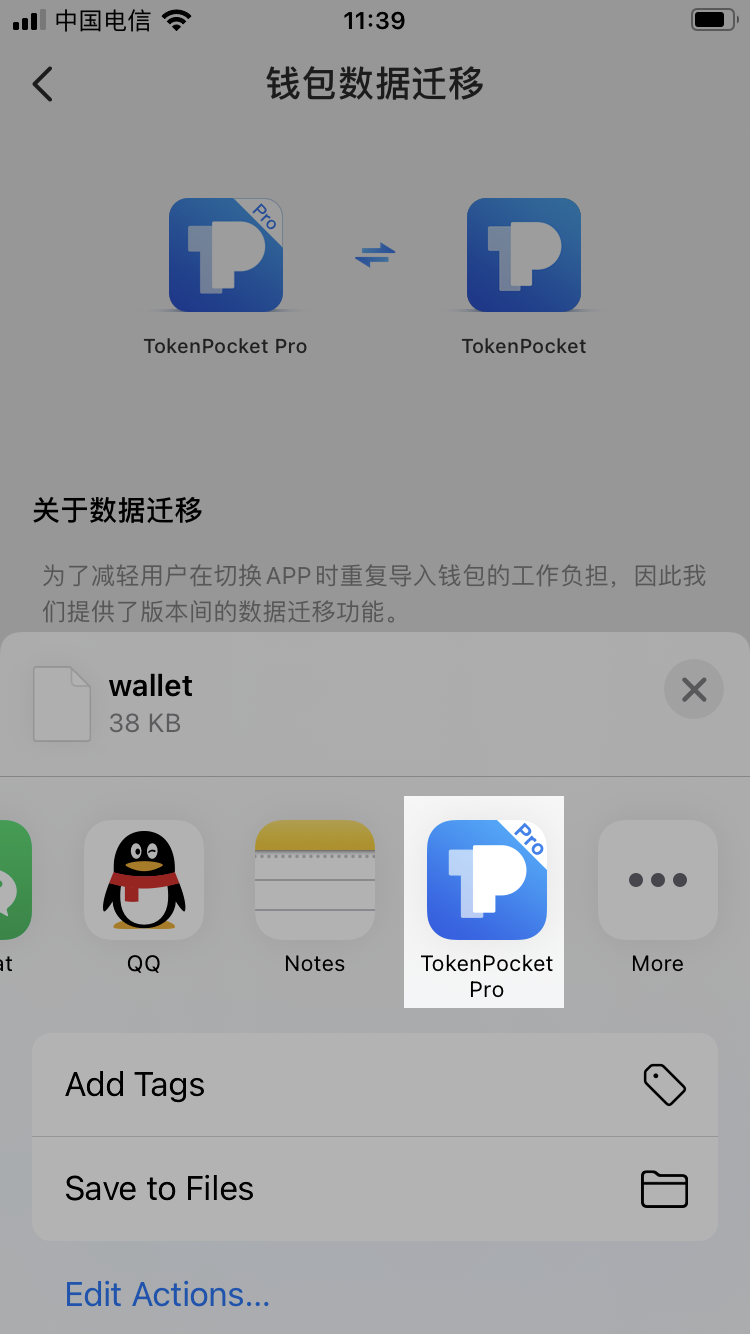 中国电信
11:39
钱包数据迁移
Pro
TokenPocket Pro
TokenPocket
关于数据迁移
为了减轻用户在切换APP时重复导入钱包的工作负担，因此我
们提供了版本间的数据迁移功能。
wallet
38 KB
Pro
at
QQ
Notes
TokenPocket
Pro
More
Add Tags
Save to Files
Edit Actions...